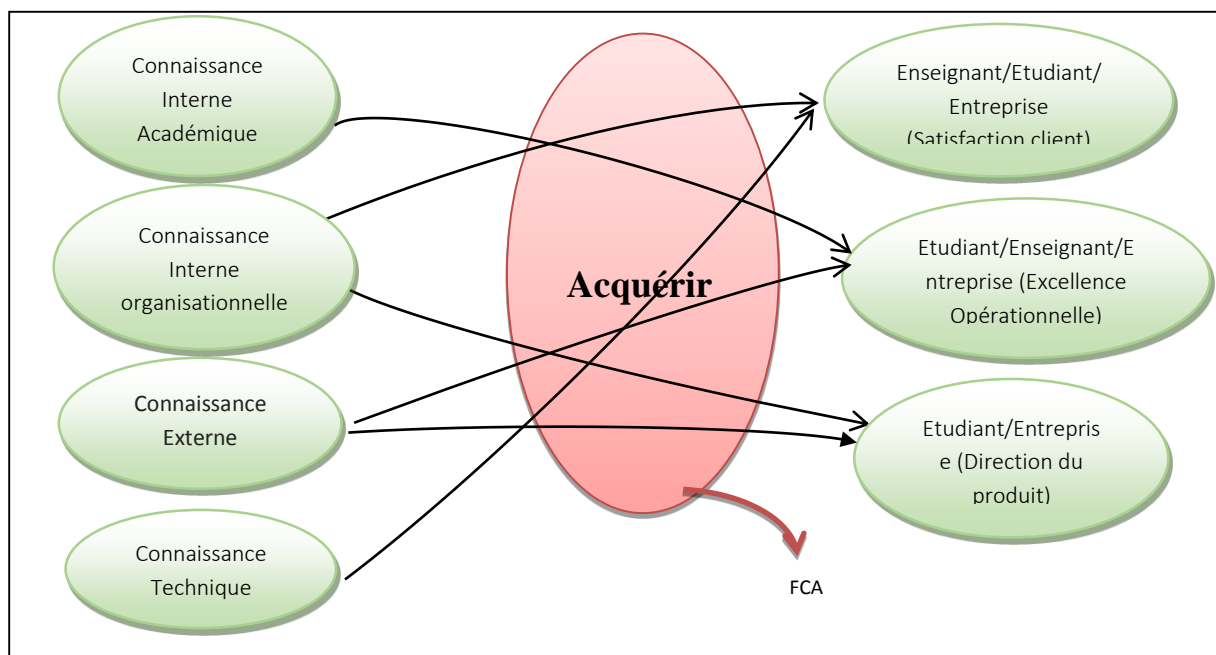 Connaissance
Interne
Académique
Connaissance
Interne
organisationnelle
Connaissance
Externe
Connaissance
Technique
Acquérir
FCA
Enseignant/Etudiant/
Entreprise
(Satisfaction client)
Etudiant/Enseignant/E
ntreprise (Excellence
Opérationnelle)
Etudiant/Entrepris
e (Direction du
produit)